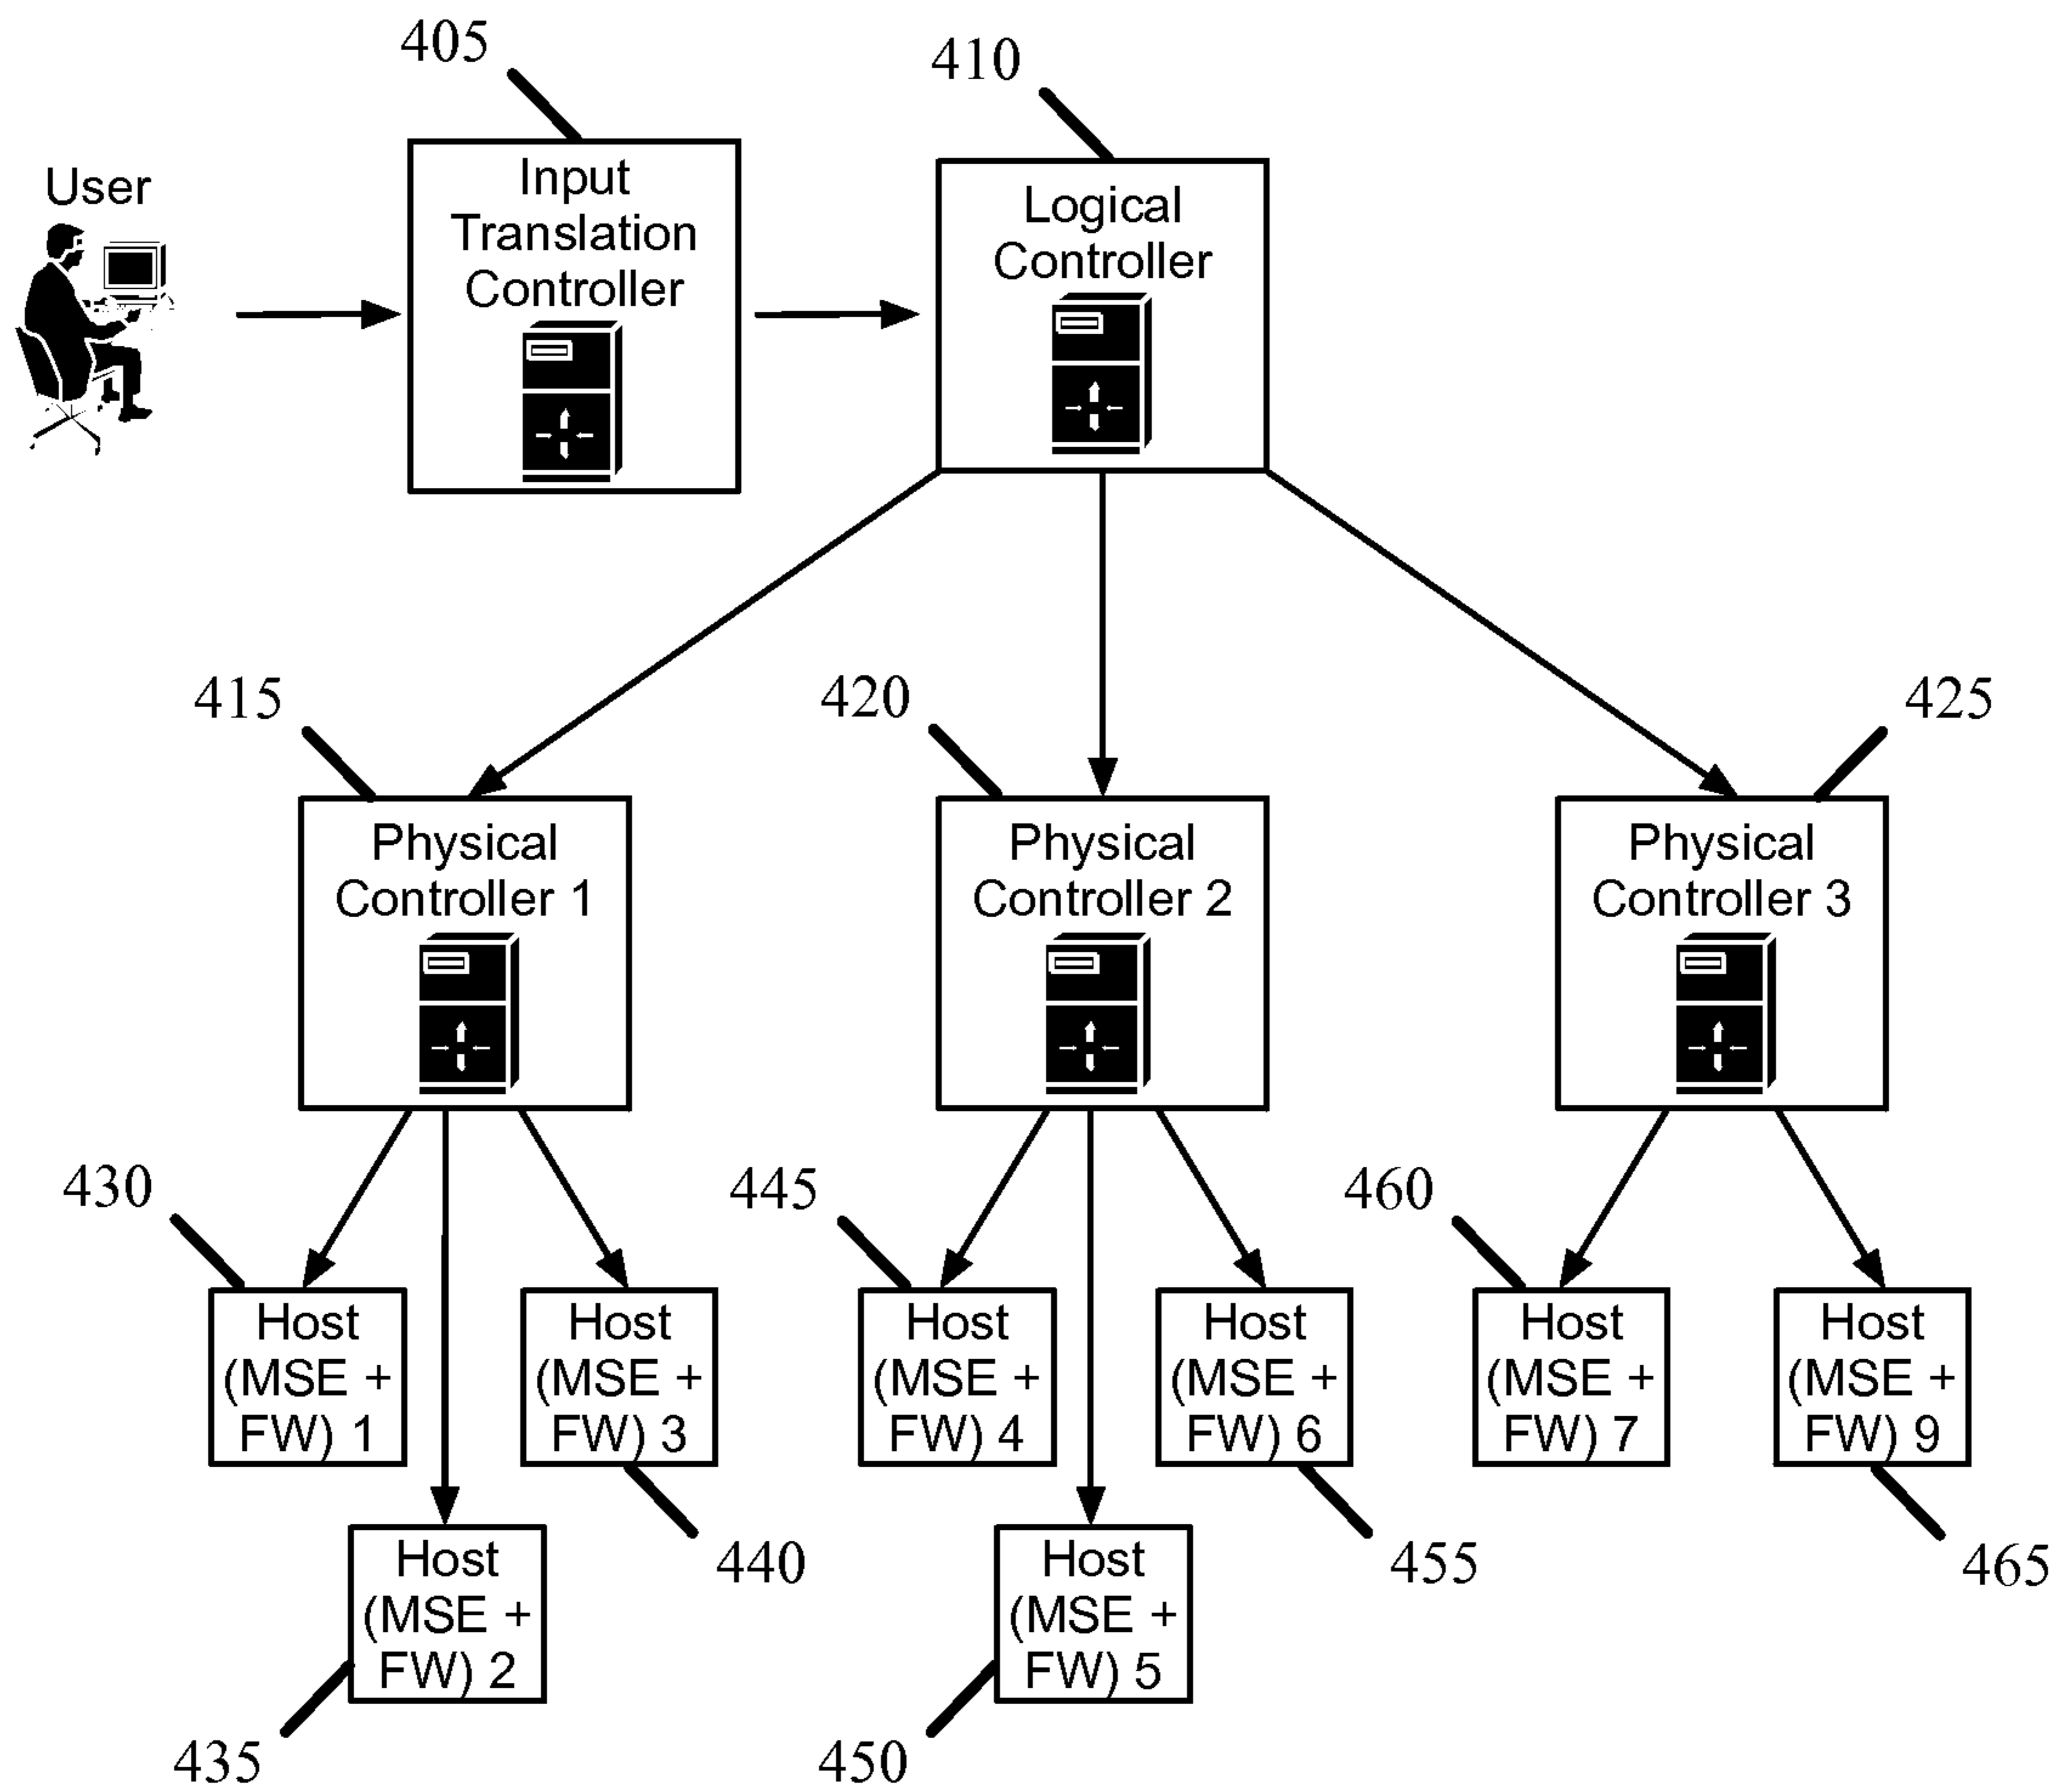 405
410
User
Input
Translation
Controller
Logical
Controller
415
420
425
Physical
Controller 1
Physical
Controller 2
Physical
Controller 3
430
445
460
Host
(MSE +
FW) 1
Host
(MSE +
FW) 3
Host
(MSE +
FW) 4
Host
(MSE +
FW) 6
Host
(MSE +
FW) 7
Host
(MSE +
FW) 9
440
455
465
Host
(MSE +
FW) 2
Host
(MSE +
FW) 5
435
450